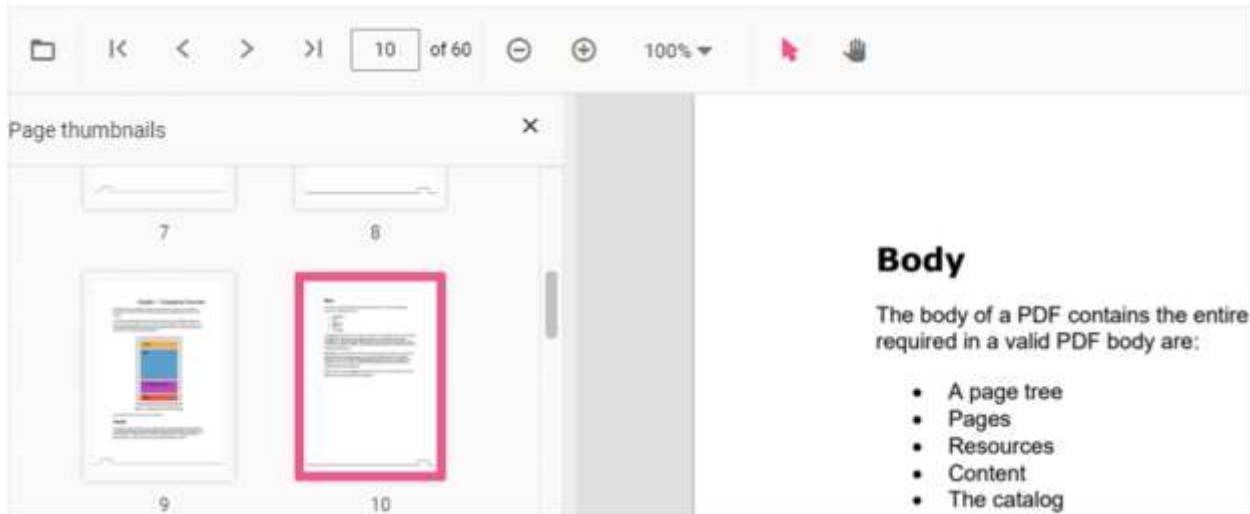 10 of 60 100%
Page thumbnails
7 8
9 10
Body
The body of a PDF contains the entire
required in a valid PDF body are:
• A page tree
• Pages
• Resources
• Content
• The catalog